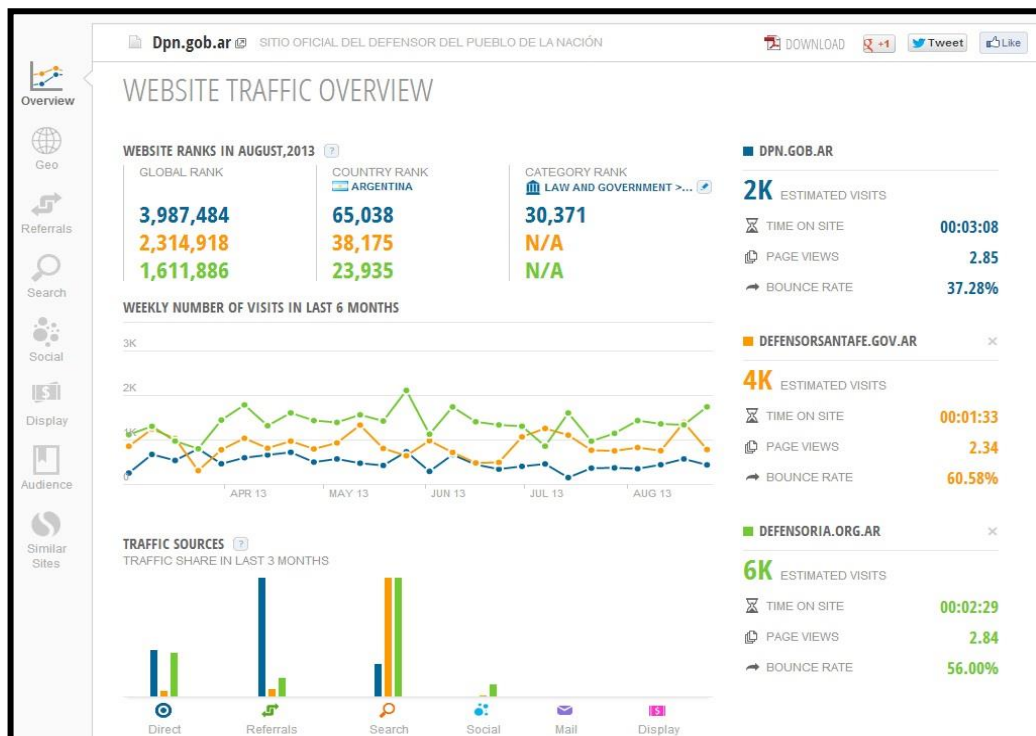 Dpn.gob.ar SITIO OFICIAL DEL DEFENSOR DEL PUEBLO DE LA NACIÓN
DOWNLOAD +1 Tweet Like
Overview
Geo
Referrals
Search
Social
Display
Audience
Similar
Sites
WEBSITE TRAFFIC OVERVIEW
WEBSITE RANKS IN AUGUST,2013 ?
GLOBAL RANK
3,987,484
2,314,918
1,611,886
COUNTRY RANK
ARGENTINA
65,038
38,175
23,935
CATEGORY RANK
LAW AND GOVERNMENT >...
30,371
N/A
N/A
WEEKLY NUMBER OF VISITS IN LAST 6 MONTHS
3K
2K
1K
0
APR 13 MAY 13 JUN 13 JUL 13 AUG 13
TRAFFIC SOURCES ?
TRAFFIC SHARE IN LAST 3 MONTHS
Direct Referrals Search Social Mail Display
DPN.GOB.AR
2K ESTIMATED VISITS
TIME ON SITE 00:03:08
PAGE VIEWS 2.85
BOUNCE RATE 37.28%
DEFENSORSANTAFE.GOV.AR
4K ESTIMATED VISITS
TIME ON SITE 00:01:33
PAGE VIEWS 2.34
BOUNCE RATE 60.58%
DEFENSORIA.ORG.AR
6K ESTIMATED VISITS
TIME ON SITE 00:02:29
PAGE VIEWS 2.84
BOUNCE RATE 56.00%